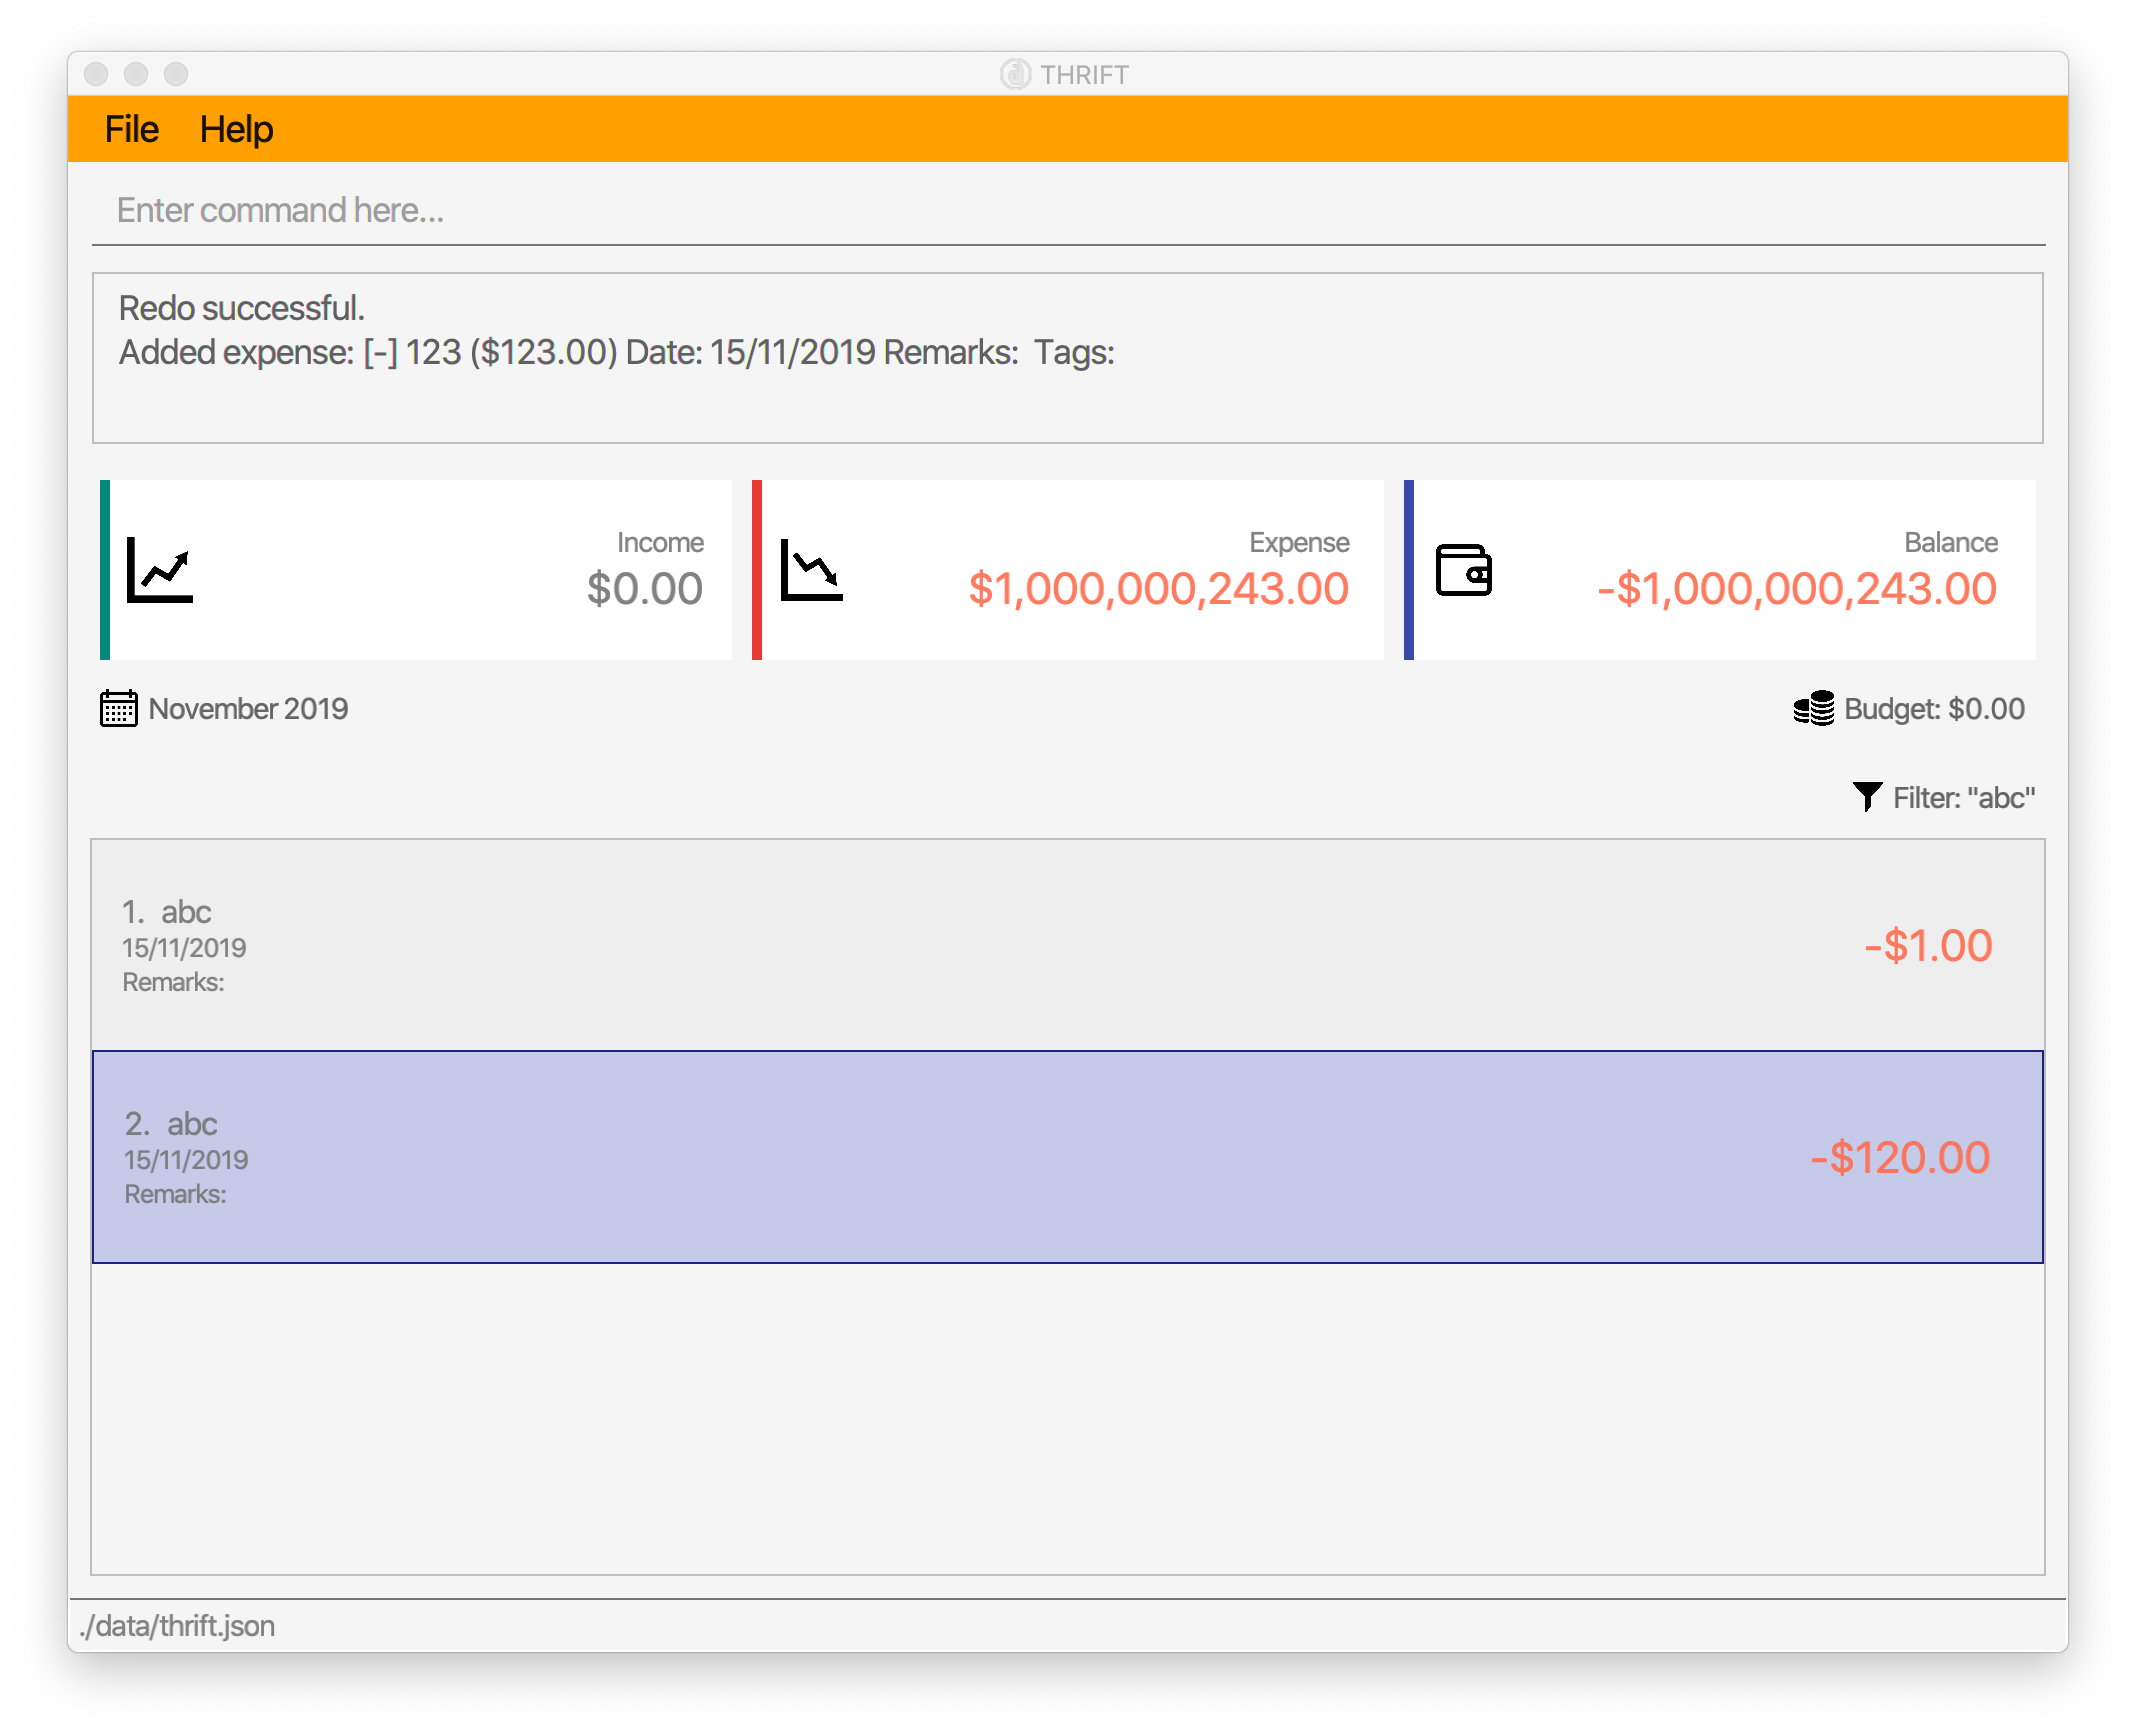 THRIFT
File Help
Enter command here...
Redo successful.
Added expense: [-] 123 ($123.00) Date: 15/11/2019 Remarks:  Tags:
Income
$0.00
Expense
$1,000,000,243.00
Balance
-$1,000,000,243.00
November 2019
Budget: $0.00
Filter: "abc"
1. abc
15/11/2019
Remarks:
-$1.00
2. abc
15/11/2019
Remarks:
-$120.00
./data/thrift.json